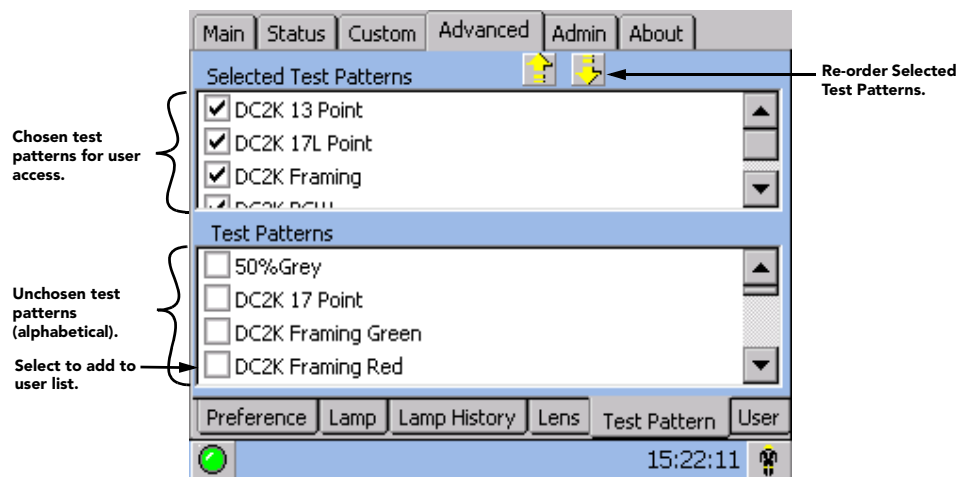 Main Status Custom Advanced Admin About
Selected Test Patterns
Re-order Selected
Test Patterns.
DC2K 13 Point
DC2K 17L Point
DC2K Framing
Chosen test
patterns for user
access.
Test Patterns
50%Grey
DC2K 17 Point
DC2K Framing Green
DC2K Framing Red
Unchosen test
patterns
(alphabetical).
Select to add to
user list.
Preference Lamp Lamp History Lens Test Pattern User
15:22:11